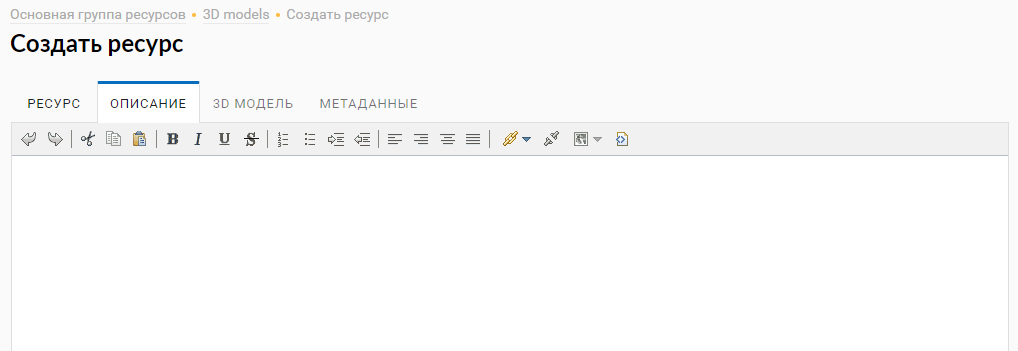 Основная группа ресурсов • 3D models • Создать ресурс
Создать ресурс
РЕСУРС ОПИСАНИЕ 3D МОДЕЛЬ МЕТАДАННЫЕ
B I U S